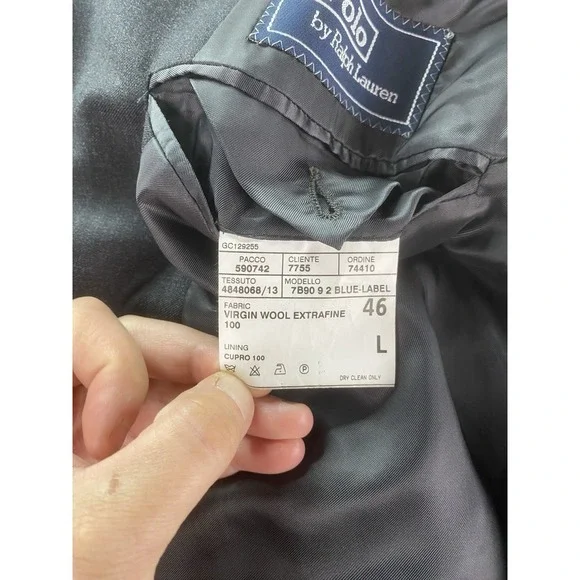 Polo
by Ralph Lauren
GC129255
PACCO CLIENTE ORDINE
590742 7755 74410
TESSUTO MODELLO
4848068/13 7B90 9 2 BLUE-LABEL
FABRIC 46
VIRGIN WOOL EXTRAFINE
100
LINING L
CUPRO 100
P
DRY CLEAN ONLY